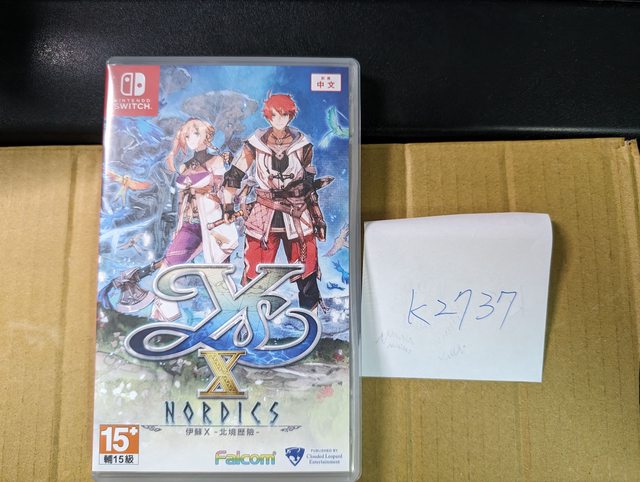 NINTENDO
SWITCH
中文
Ys
X
NORDICS
伊蘇X -北境歷險-
15+
輔15級
Falcom
PUBLISHED BY
Clouded Leopard
Entertainment
K2737